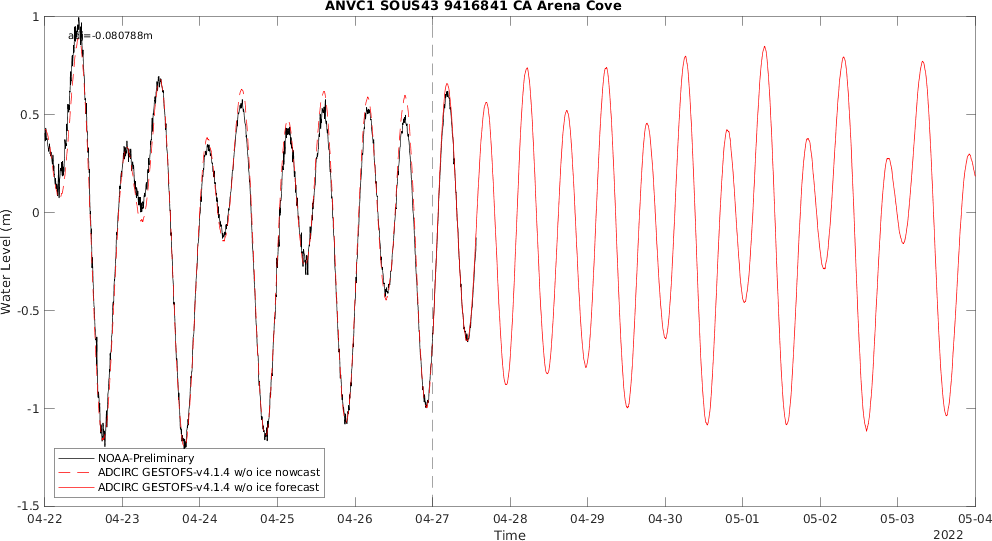 ANVC1 SOUS43 9416841 CA Arena Cove
=-0.080788m
1
0.5
0
-0.5
-1
-1.5
Water Level (m)
NOAA-Preliminary
ADCIRC GESTOFS-v4.1.4 w/o ice nowcast
ADCIRC GESTOFS-v4.1.4 w/o ice forecast
04-22 04-23 04-24 04-25 04-26 04-27 04-28 04-29 04-30 05-01 05-02 05-03 05-04
Time
2022